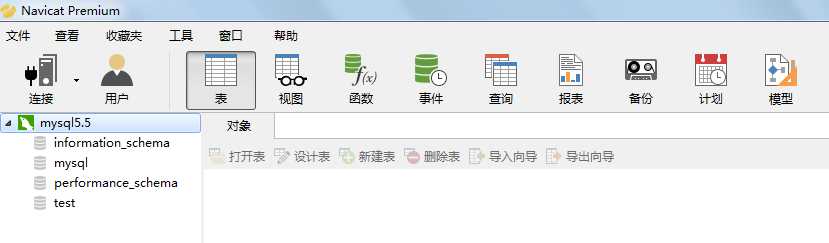 Navicat Premium
文件 查看 收藏夹 工具 窗口 帮助
f(x)
连接 用户 表 视图 函数 事件 查询 报表 备份 计划 模型
mysql5.5 对象
information_schema 打开表 设计表 新建表 删除表 导入向导 导出向导
mysql
performance_schema
test